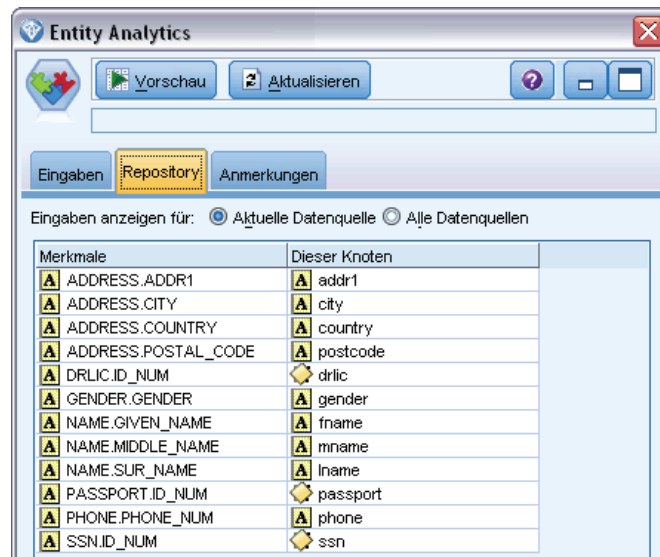 Entity Analytics
Vorschau Aktualisieren ?
Eingaben Repository Anmerkungen
Eingaben anzeigen für: Aktuelle Datenquelle Alle Datenquellen
Merkmale Dieser Knoten
A ADDRESS.ADDR1 A addr1
A ADDRESS.CITY A city
A ADDRESS.COUNTRY A country
A ADDRESS.POSTAL_CODE A postcode
A DRLIC.ID_NUM drlic
A GENDER.GENDER A gender
A NAME.GIVEN_NAME A fname
A NAME.MIDDLE_NAME A mname
A NAME.SUR_NAME A lname
A PASSPORT.ID_NUM passport
A PHONE.PHONE_NUM A phone
A SSN.ID_NUM ssn